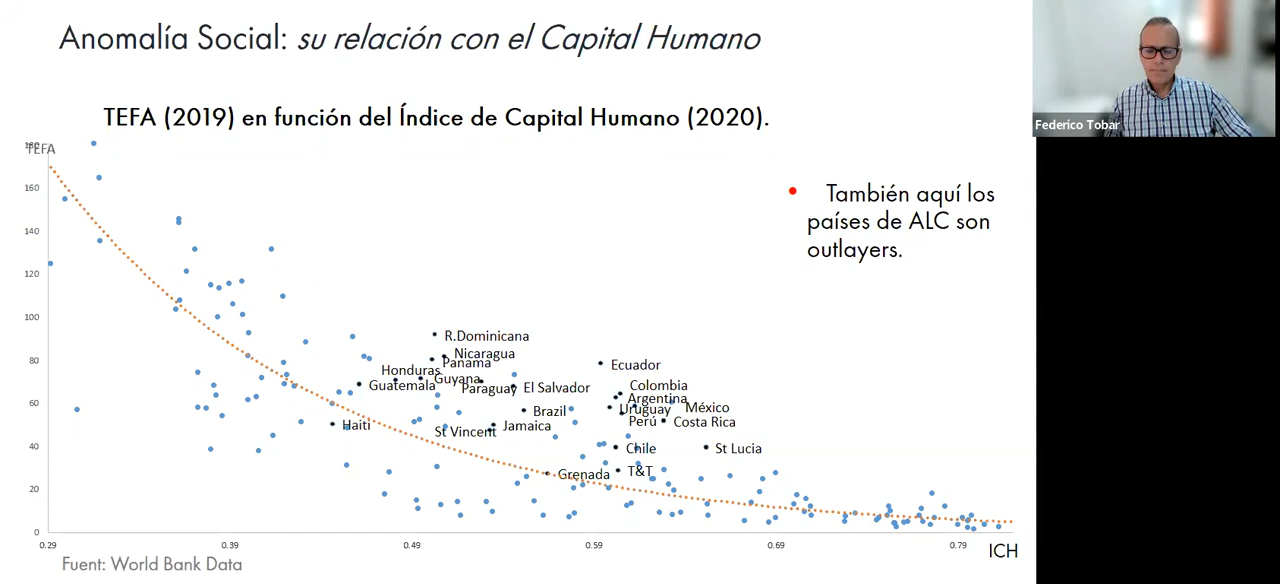 Anomalía Social: su relación con el Capital Humano
Federico Tobar
TEFA (2019) en función del Índice de Capital Humano (2020).
TEFA
180
160
140
120
100
80
60
40
20
0
R.Dominicana
Nicaragua
Panama
Honduras
Guyana
Guatemala
Paraguay
El Salvador
Ecuador
Colombia
Argentina
Uruguay
México
Brazil
Perú
Costa Rica
Haiti
St Vincent
Jamaica
Chile
St Lucia
Grenada
T&T
• También aquí los
países de ALC son
outlayers.
0.29 0.39 0.49 0.59 0.69 0.79
ICH
Fuent: World Bank Data